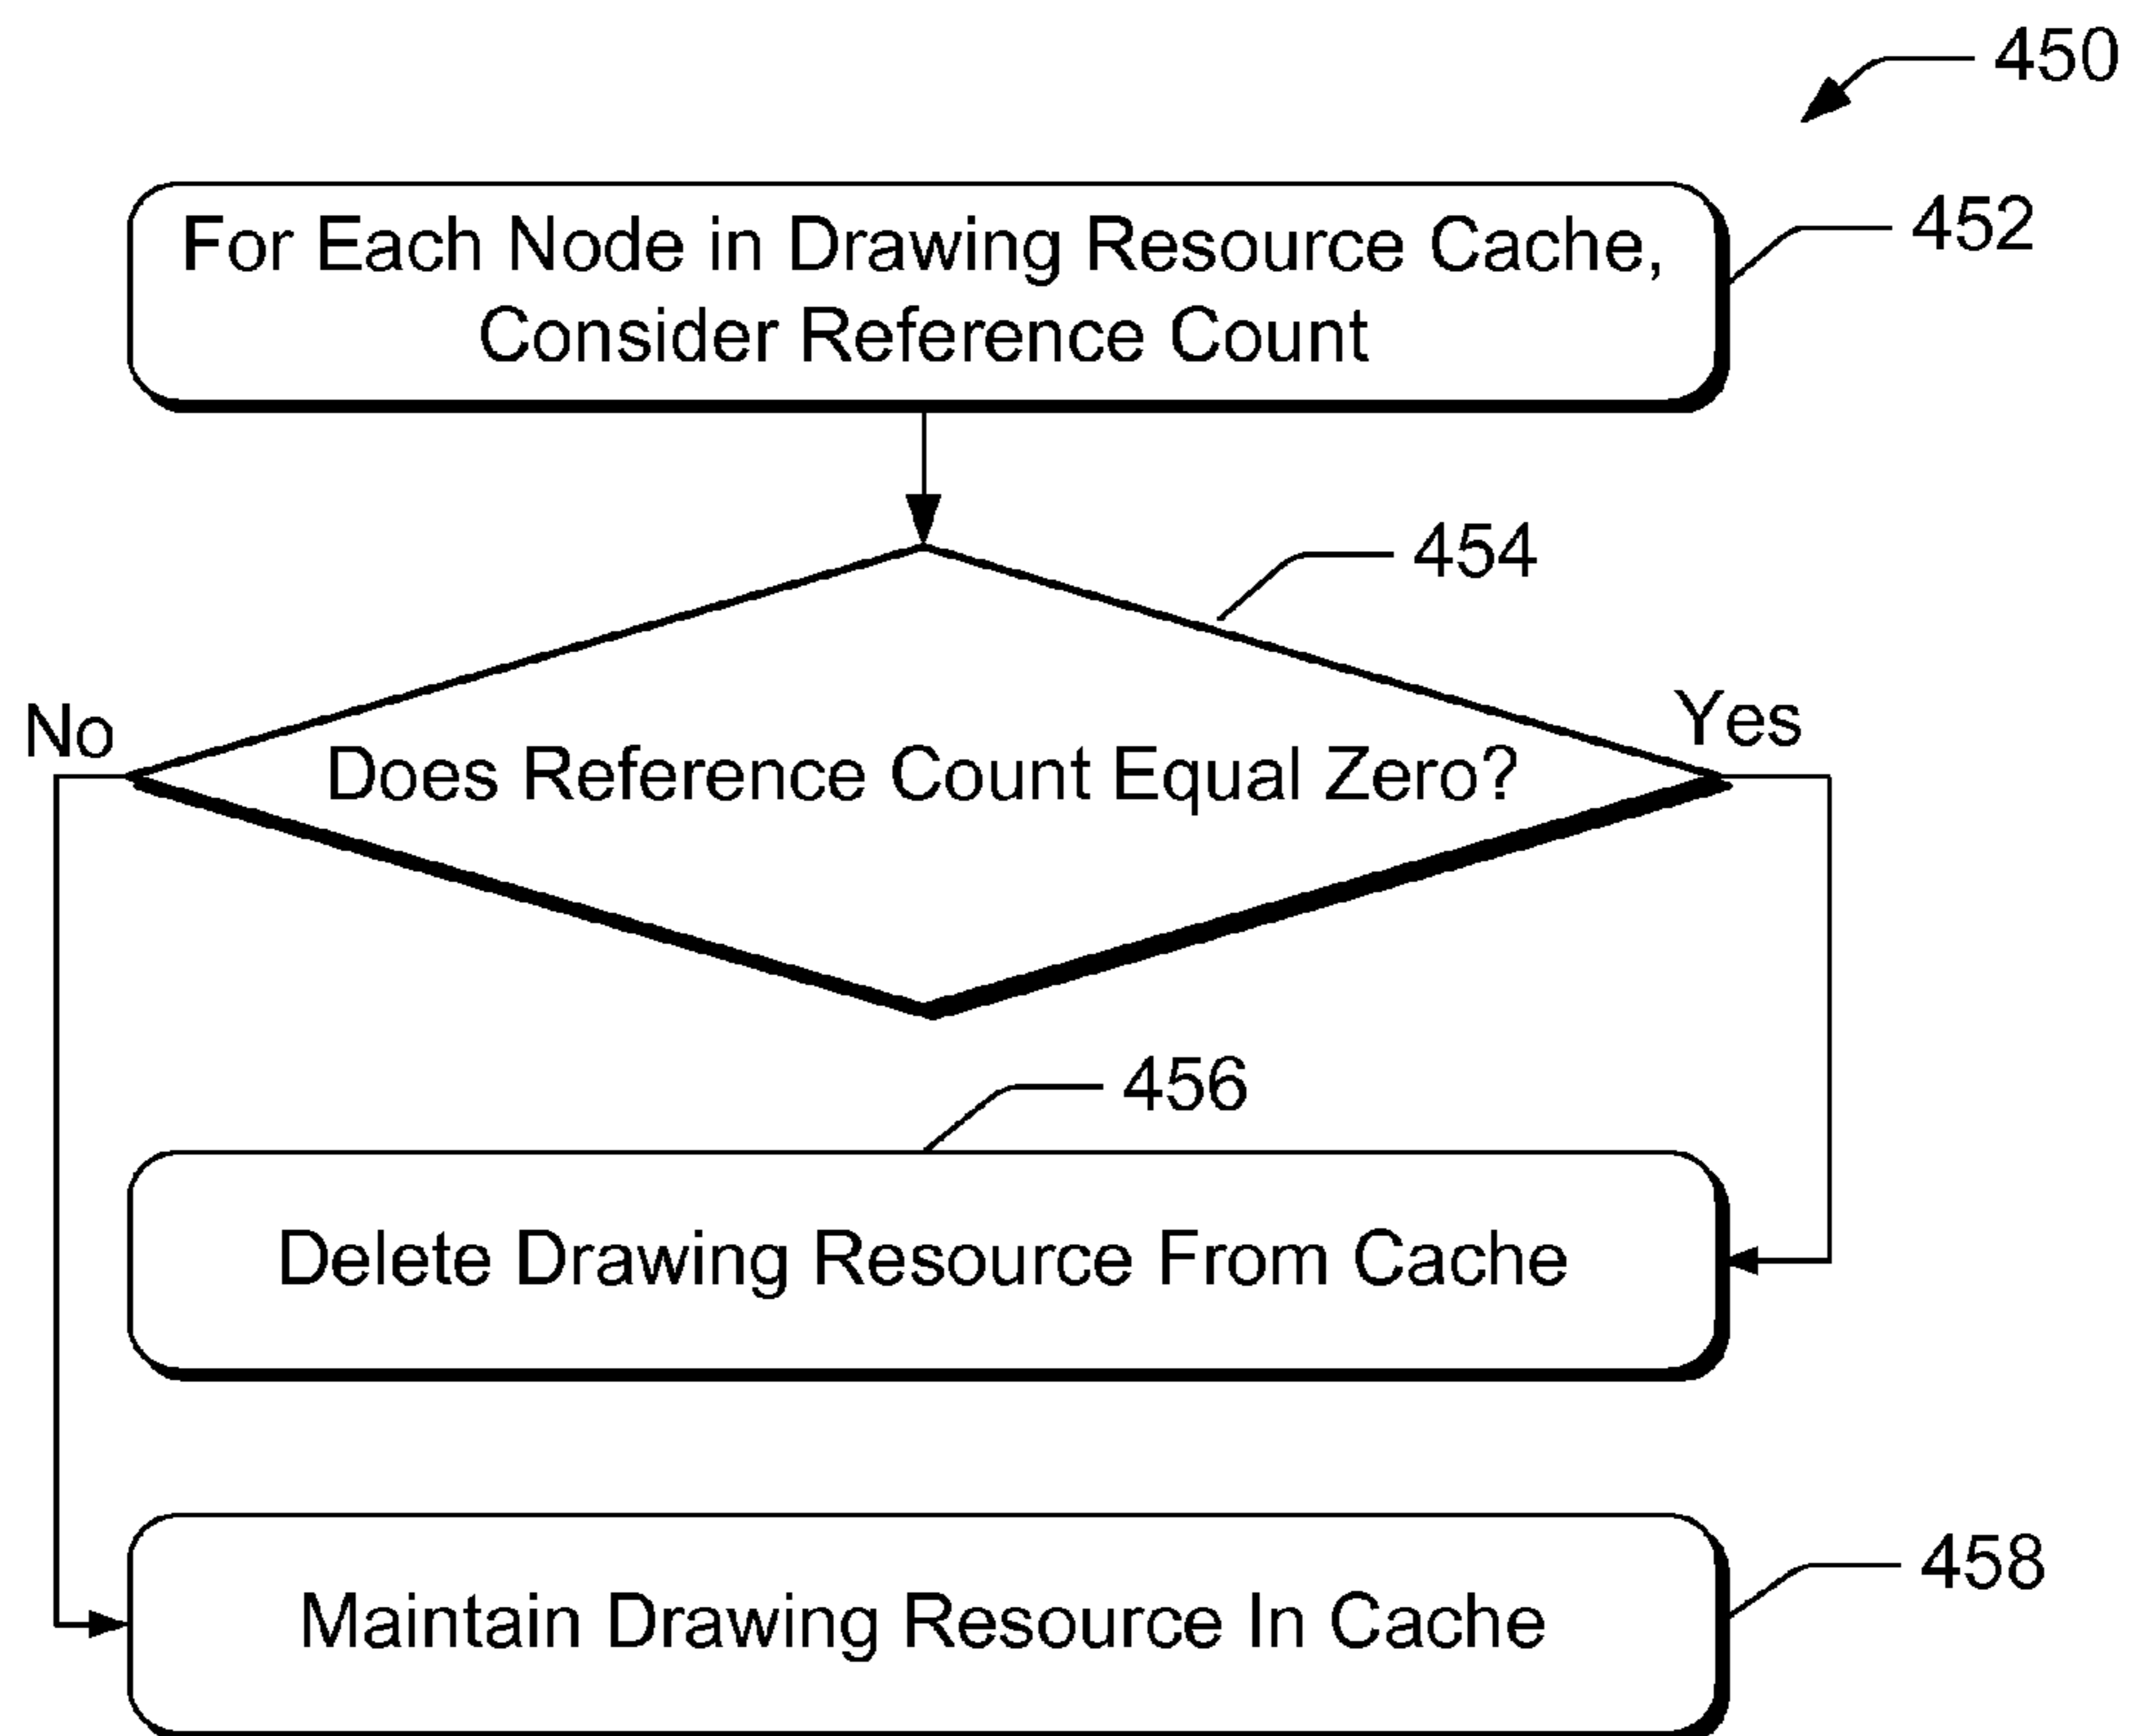 450
For Each Node in Drawing Resource Cache,
Consider Reference Count
452
454
No
Yes
Does Reference Count Equal Zero?
456
Delete Drawing Resource From Cache
458
Maintain Drawing Resource In Cache